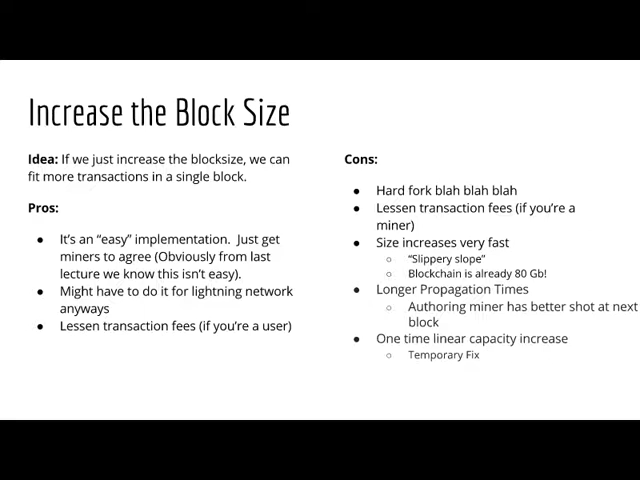 Increase the Block Size
Idea: If we just increase the blocksize, we can
fit more transactions in a single block.
Pros:
● It's an "easy" implementation.  Just get
miners to agree (Obviously from last
lecture we know this isn't easy).
● Might have to do it for lightning network
anyways
● Lessen transaction fees (if you're a user)
Cons:
● Hard fork blah blah blah
● Lessen transaction fees (if you're a
miner)
● Size increases very fast
○ "Slippery slope"
○ Blockchain is already 80 Gb!
● Longer Propagation Times
○ Authoring miner has better shot at next
block
● One time linear capacity increase
○ Temporary Fix